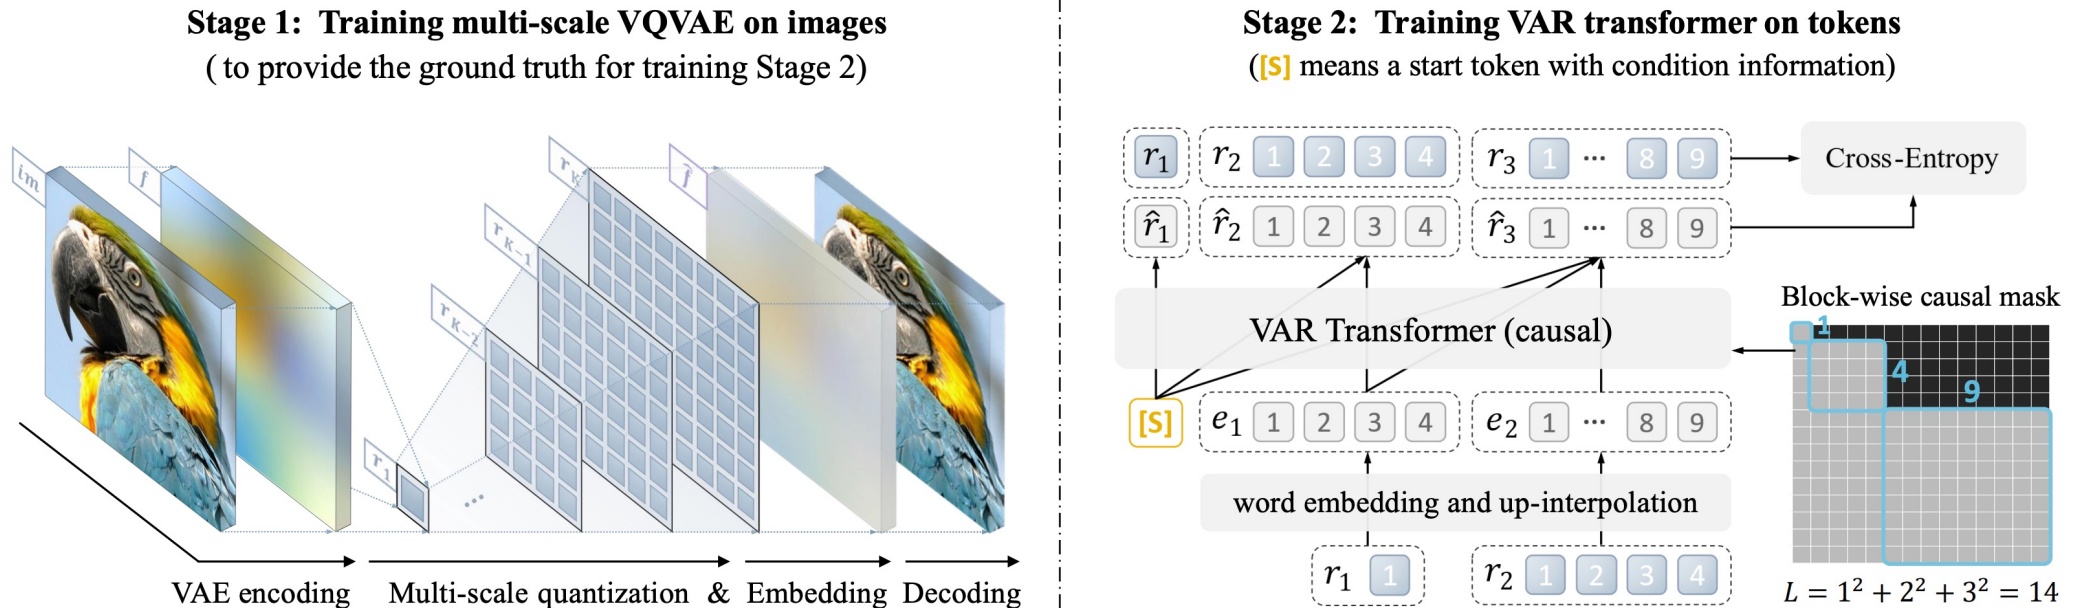 Stage 1: Training multi-scale VQVAE on images
( to provide the ground truth for training Stage 2)
im
f
r1
...
rK-2
rK-1
rK
f̂
VAE encoding
Multi-scale quantization & Embedding
Decoding
Stage 2: Training VAR transformer on tokens
([S] means a start token with condition information)
r1
r2 1 2 3 4
r3 1 ... 8 9
Cross-Entropy
r̂1
r̂2 1 2 3 4
r̂3 1 ... 8 9
VAR Transformer (causal)
[S]
e1 1 2 3 4
e2 1 ... 8 9
word embedding and up-interpolation
r1 1
r2 1 2 3 4
Block-wise causal mask
1
4
9
L = 1² + 2² + 3² = 14